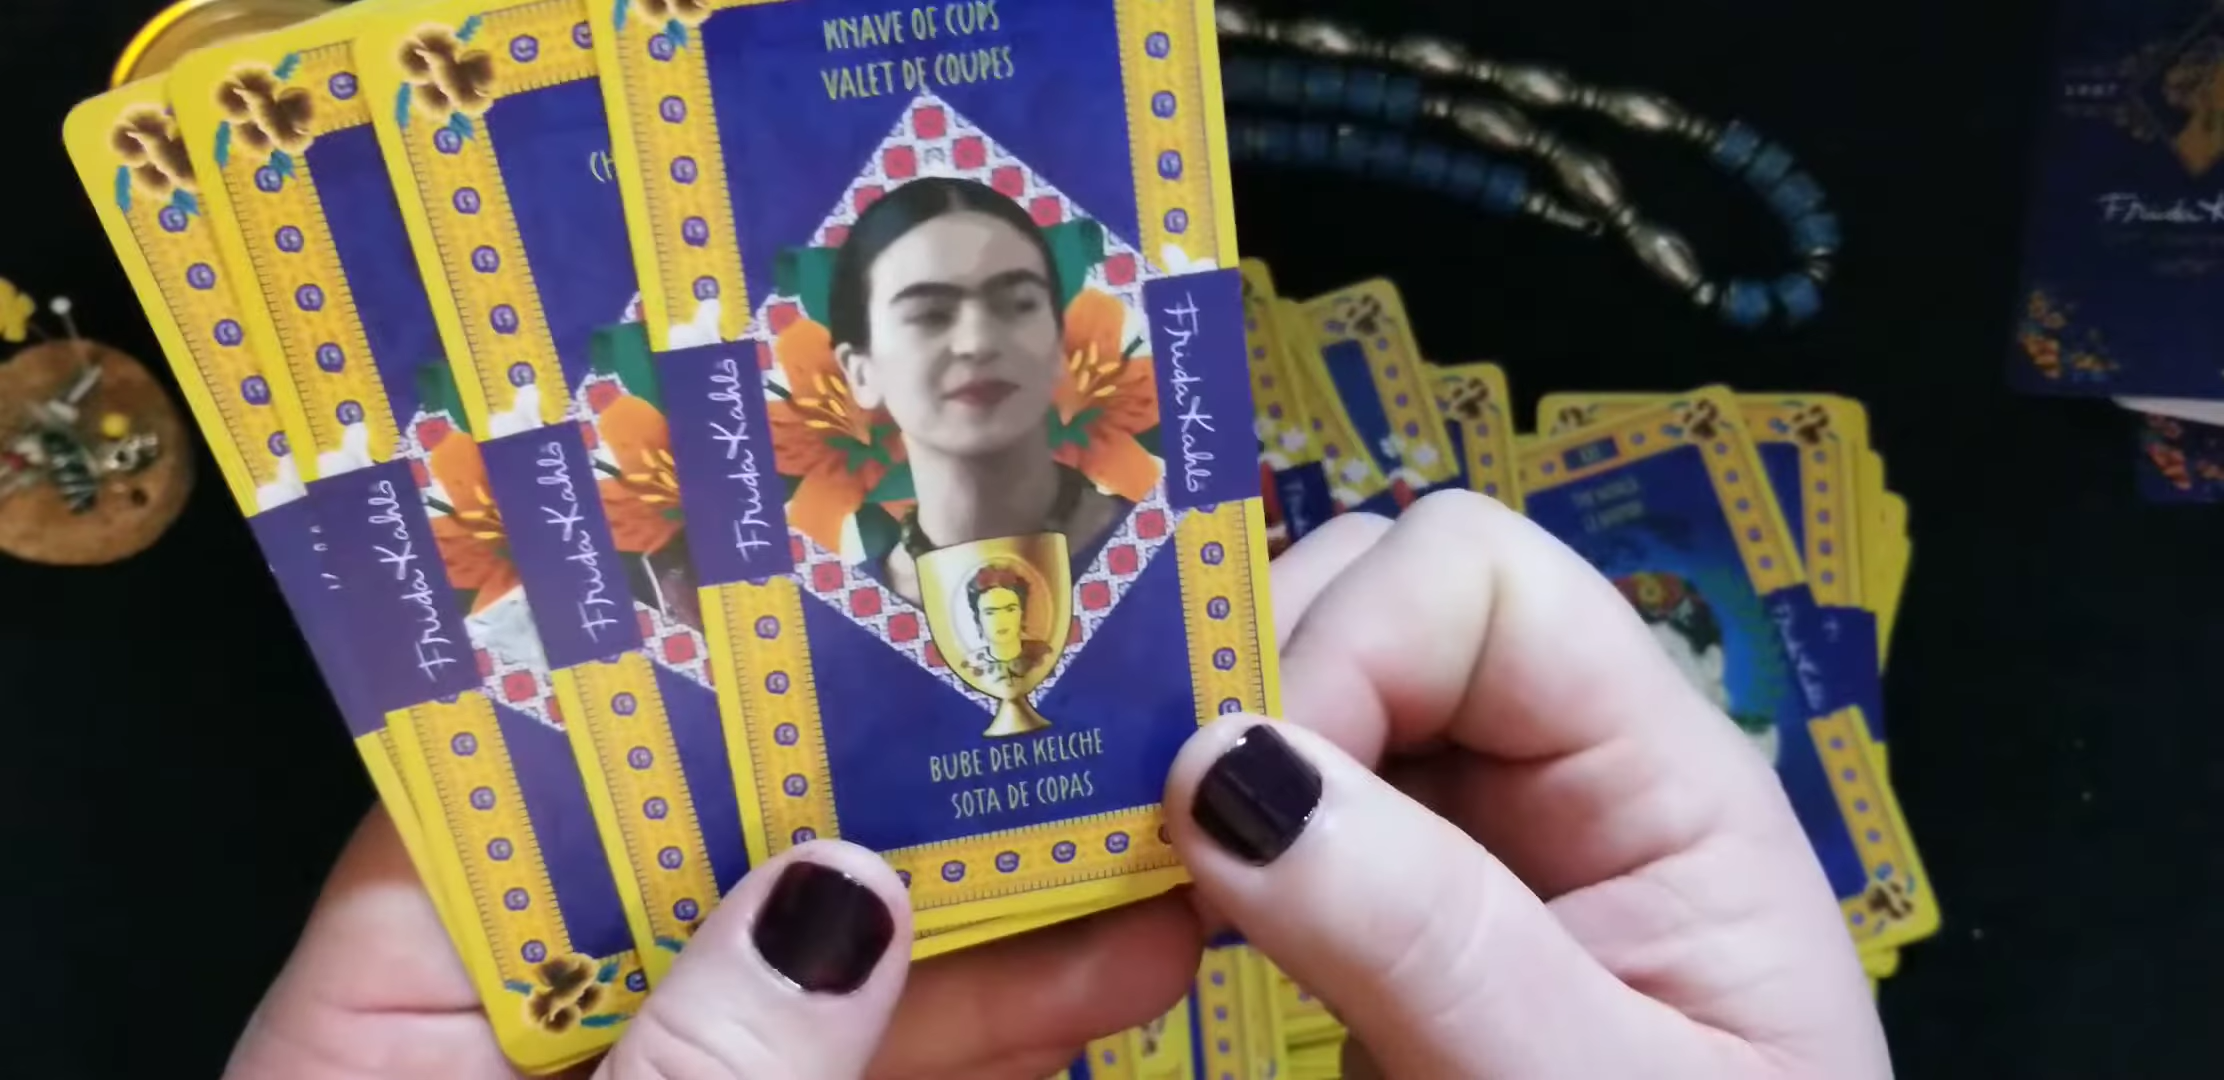 KNAVE OF CUPS
VALET DE COUPES
Frida Kahlo
Frida Kahlo
Frida Kahlo
Frida Kahlo
BUBE DER KELCHE
SOTA DE COPAS
Frida